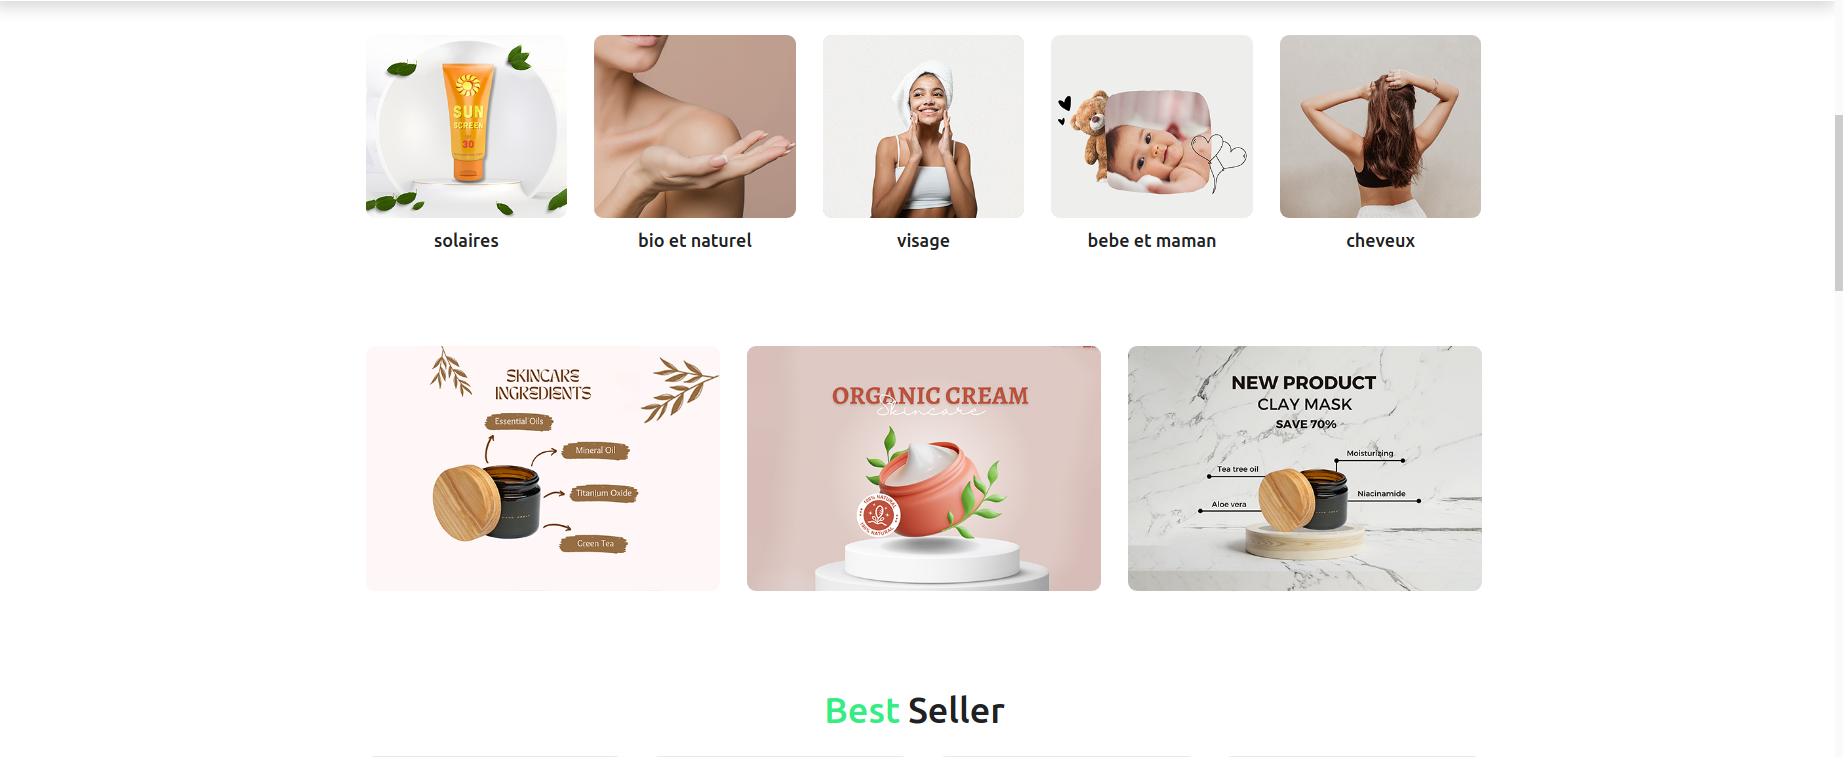 SUN
SCREEN
30
solaires
bio et naturel
visage
bebe et maman
cheveux
SKINCARE
INGREDIENTS
Essential Oils
Mineral Oil
Titanium Oxide
Green Tea
ORGANIC CREAM
Skincare
100% NATURAL
100% NATURAL
NEW PRODUCT
CLAY MASK
SAVE 70%
Moisturizing
Tea tree oil
Niacinamide
Aloe vera
Best Seller